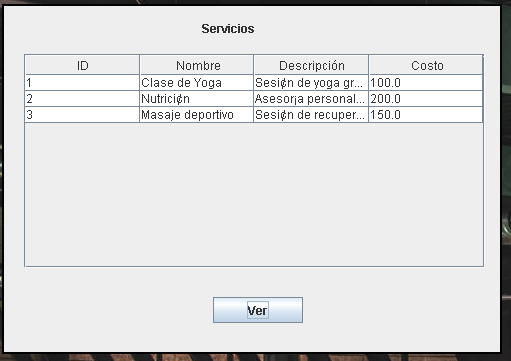 Servicios
ID Nombre Descripción Costo
1 Clase de Yoga Sesi¢n de yoga gr... 100.0
2 Nutrici¢n Asesor¡a personal... 200.0
3 Masaje deportivo Sesi¢n de recuper... 150.0
Ver